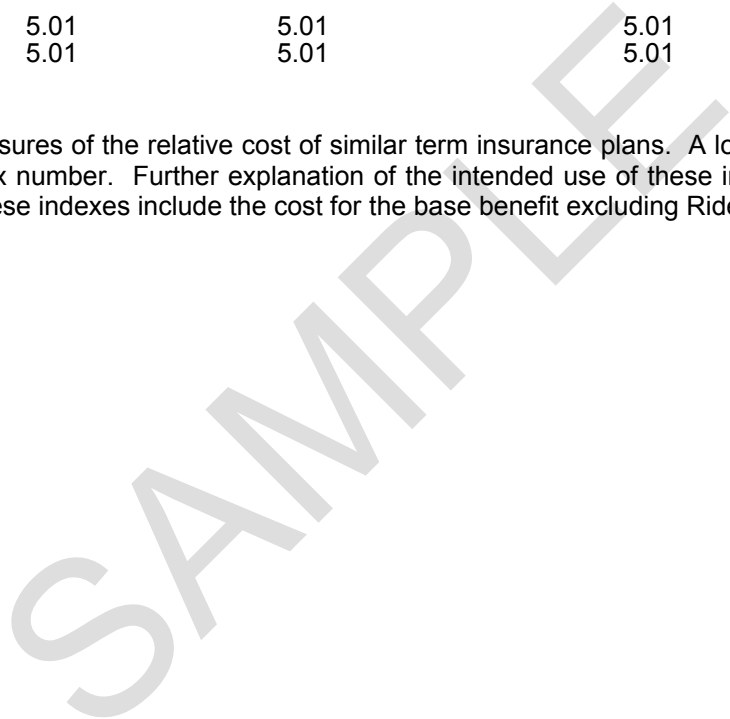 5.01 5.01 5.01
5.01 5.01 5.01
sures of the relative cost of similar term insurance plans. A lo
x number. Further explanation of the intended use of these i
ese indexes include the cost for the base benefit excluding Ride
SAMPLE